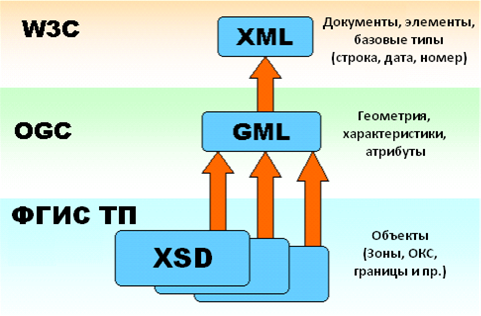 W3C
XML
Документы, элементы,
базовые типы
(строка, дата, номер)
OGC
GML
Геометрия,
характеристики,
атрибуты
ФГИС ТП
XSD
Объекты
(Зоны, ОКС,
границы и пр.)